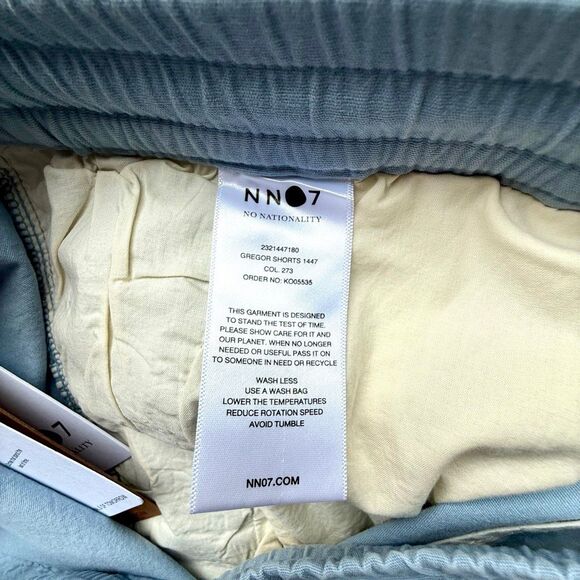 NN●7
NO NATIONALITY
2321447180
GREGOR SHORTS 1447
COL. 273
ORDER NO: KO05535
THIS GARMENT IS DESIGNED
TO STAND THE TEST OF TIME.
PLEASE SHOW CARE FOR IT AND
OUR PLANET. WHEN NO LONGER
NEEDED OR USEFUL PASS IT ON
TO SOMEONE IN NEED OR RECYCLE
WASH LESS
USE A WASH BAG
LOWER THE TEMPERATURES
REDUCE ROTATION SPEED
AVOID TUMBLE
NN07.COM
●7